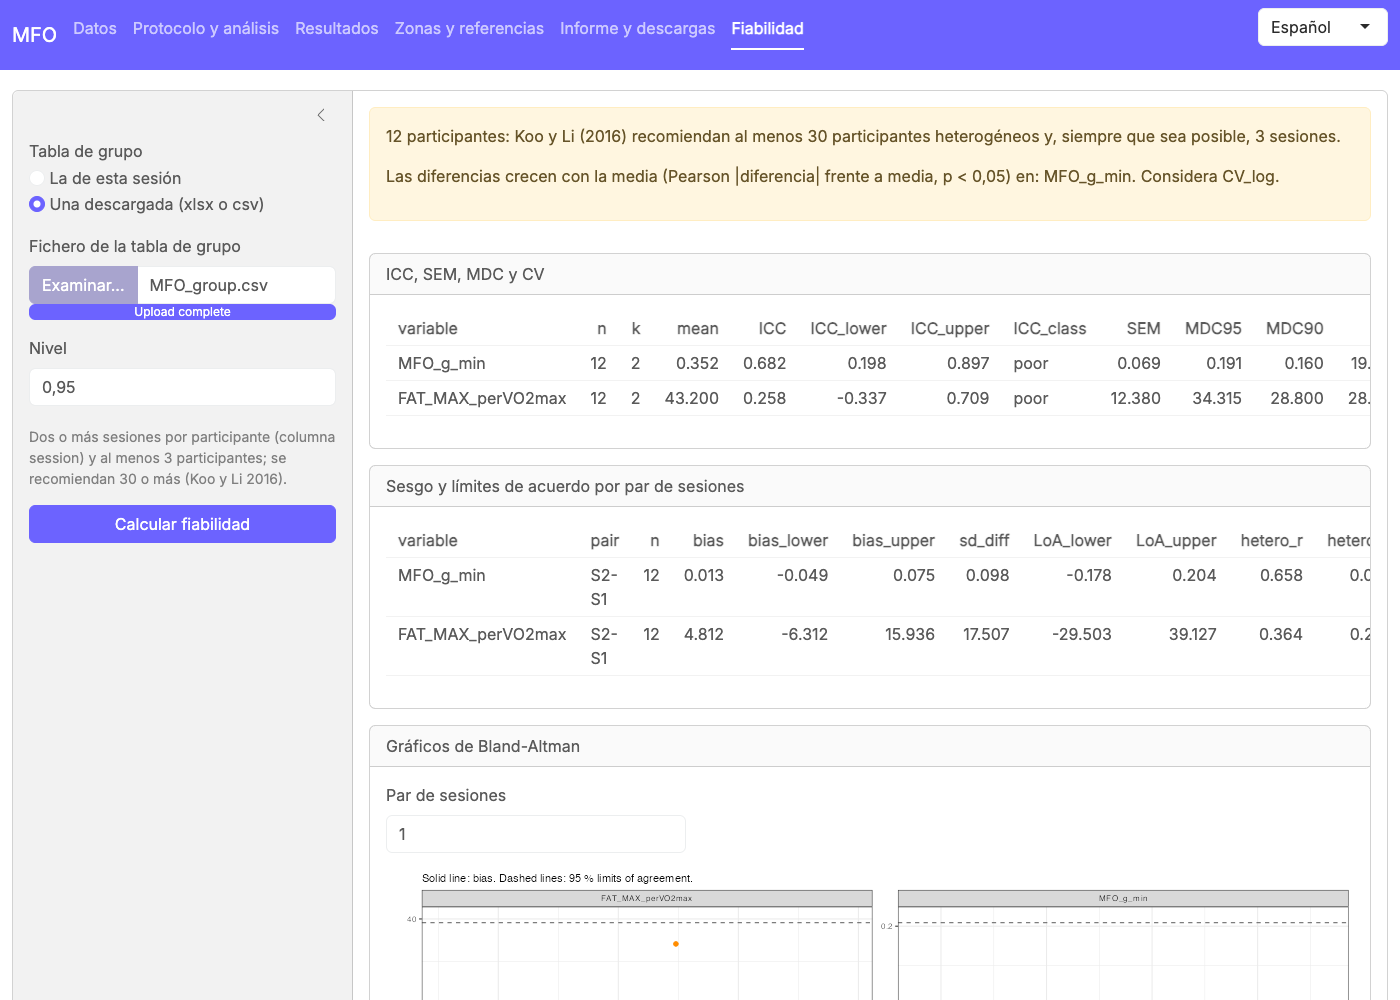 MFO
Datos
Protocolo y análisis
Resultados
Zonas y referencias
Informe y descargas
Fiabilidad
Español
Tabla de grupo
La de esta sesión
Una descargada (xlsx o csv)
Fichero de la tabla de grupo
Examinar... MFO_group.csv
Upload complete
Nivel
0,95
Dos o más sesiones por participante (columna
session) y al menos 3 participantes; se
recomiendan 30 o más (Koo y Li 2016).
Calcular fiabilidad
12 participantes: Koo y Li (2016) recomiendan al menos 30 participantes heterogéneos y, siempre que sea posible, 3 sesiones.
Las diferencias crecen con la media (Pearson |diferencia| frente a media, p < 0,05) en: MFO_g_min. Considera CV_log.
ICC, SEM, MDC y CV
variable n k mean ICC ICC_lower ICC_upper ICC_class SEM MDC95 MDC90
MFO_g_min 12 2 0.352 0.682 0.198 0.897 poor 0.069 0.191 0.160 19.
FAT_MAX_perVO2max 12 2 43.200 0.258 -0.337 0.709 poor 12.380 34.315 28.800 28.
Sesgo y límites de acuerdo por par de sesiones
variable pair n bias bias_lower bias_upper sd_diff LoA_lower LoA_upper hetero_r hetero
MFO_g_min S2- 12 0.013 -0.049 0.075 0.098 -0.178 0.204 0.658 0.0
S1
FAT_MAX_perVO2max S2- 12 4.812 -6.312 15.936 17.507 -29.503 39.127 0.364 0.2
S1
Gráficos de Bland-Altman
Par de sesiones
1
Solid line: bias. Dashed lines: 95 % limits of agreement.
FAT_MAX_perVO2max MFO_g_min
40 0.2